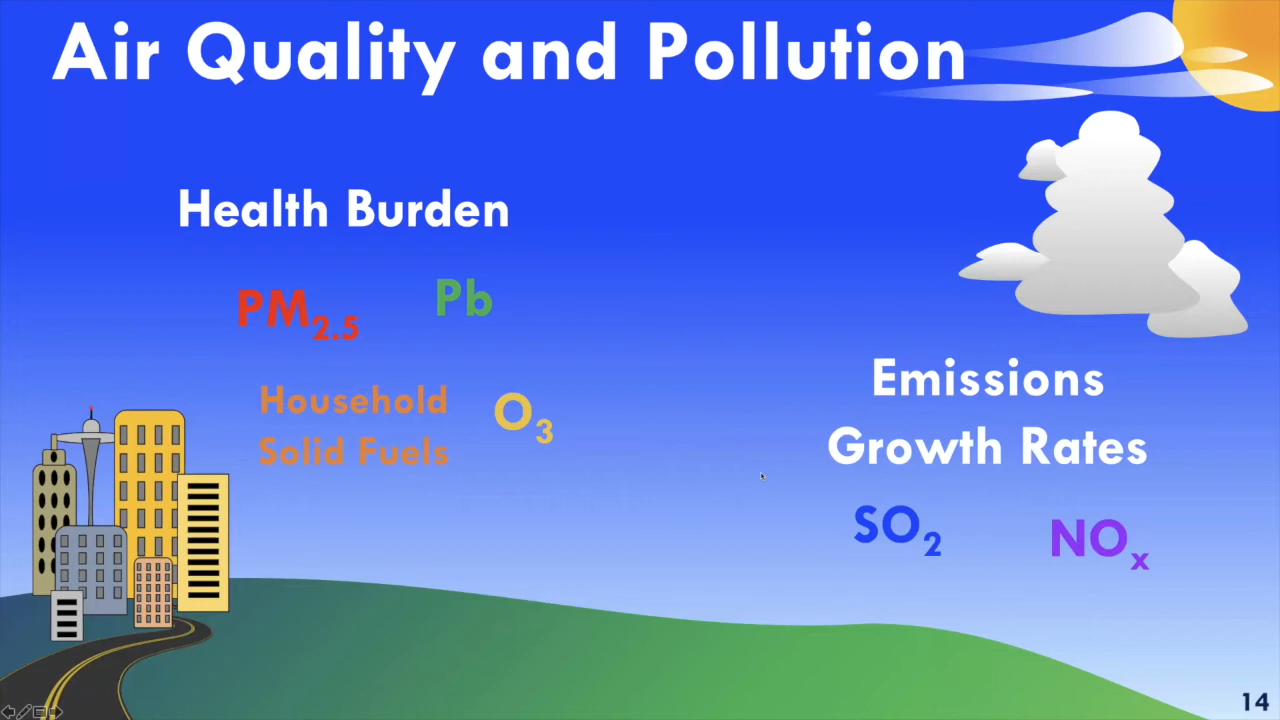 Air Quality and Pollution
Health Burden
PM2.5
Pb
Household
Solid Fuels
O3
Emissions
Growth Rates
SO2
NOx
14